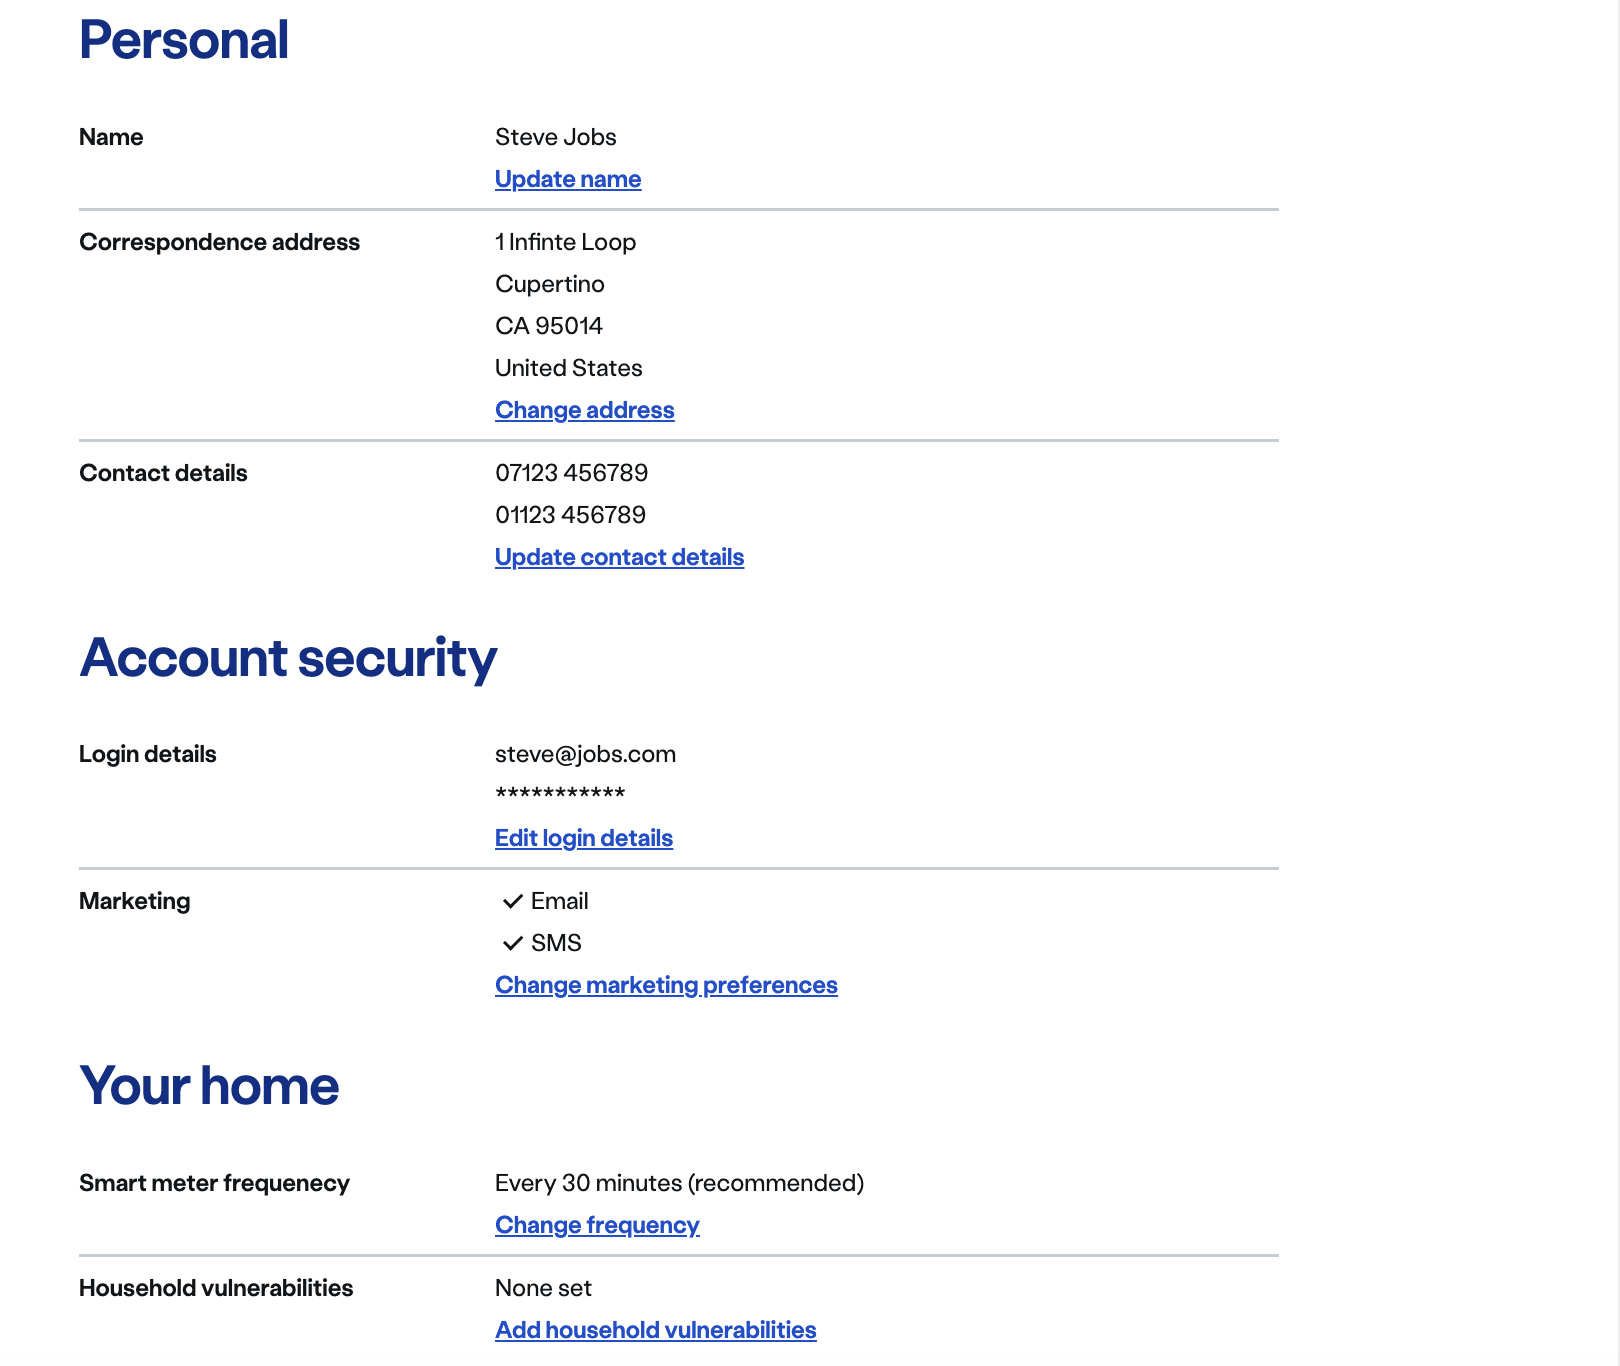 Personal
Name
Steve Jobs
Update name
Correspondence address
1 Infinte Loop
Cupertino
CA 95014
United States
Change address
Contact details
07123 456789
01123 456789
Update contact details
Account security
Login details
steve@jobs.com
***********
Edit login details
Marketing
✓ Email
✓ SMS
Change marketing preferences
Your home
Smart meter frequenecy
Every 30 minutes (recommended)
Change frequency
Household vulnerabilities
None set
Add household vulnerabilities